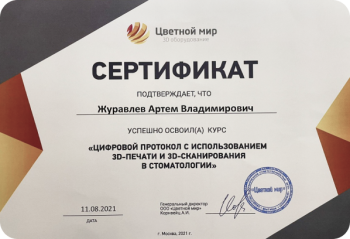 Цветной мир
3D оборудование
СЕРТИФИКАТ
ПОДТВЕРЖДАЕТ, ЧТО
Журавлев Артем Владимирович
УСПЕШНО ОСВОИЛ(А) КУРС
«ЦИФРОВОЙ ПРОТОКОЛ С ИСПОЛЬЗОВАНИЕМ
3D-ПЕЧАТИ И 3D-СКАНИРОВАНИЯ
В СТОМАТОЛОГИИ»
11.08.2021
ДАТА
Генеральный директор
ООО «Цветной мир»
А.И.
«Цветной мир»
г. Москва, 2021 г.